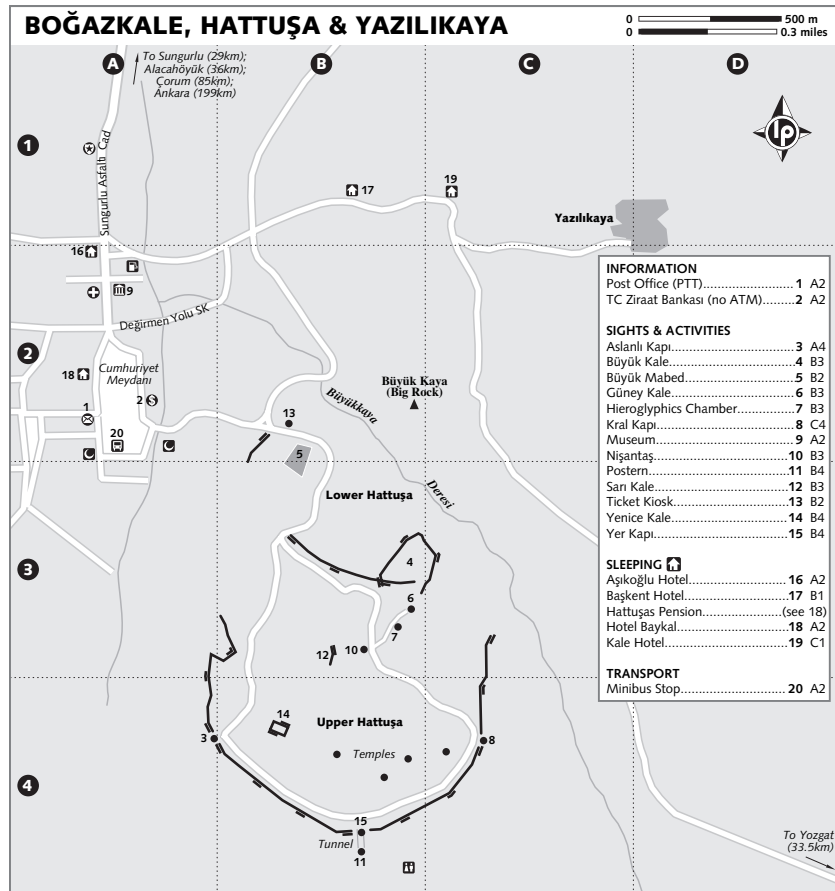 BOĞAZKALE, HATTUŞA & YAZILIKAYA
0 500 m
0 0.3 miles
A
B
C
D
To Sungurlu (29km);
Alacahöyük (36km);
Çorum (85km);
Ankara (199km)
1
Sungurlu Asfaltı Cad
lp
17
19
Yazılıkaya
16
9
Değirmen Yolu SK
2
18
Cumhuriyet
Meydanı
1
2
20
13
5
Büyükkaya
Deresi
Büyük Kaya
(Big Rock)
Lower Hattuşa
3
4
6
7
12
10
14
Upper Hattuşa
3
Temples
8
4
15
Tunnel
11
To Yozgat
(33.5km)
INFORMATION
Post Office (PTT)............................1 A2
TC Ziraat Bankası (no ATM).......2 A2
SIGHTS & ACTIVITIES
Aslanlı Kapı....................................3 A4
Büyük Kale.....................................4 B3
Büyük Mabed.................................5 B2
Güney Kale.....................................6 B3
Hieroglyphics Chamber................7 B3
Kral Kapı.........................................8 C4
Museum..........................................9 A2
Nişantaş........................................10 B3
Postern..........................................11 B4
Sarı Kale........................................12 B3
Ticket Kiosk..................................13 B2
Yenice Kale...................................14 B4
Yer Kapı........................................15 B4
SLEEPING
Aşıkoğlu Hotel..............................16 A2
Başkent Hotel...............................17 B1
Hattuşas Pension....................(see 18)
Hotel Baykal.................................18 A2
Kale Hotel.....................................19 C1
TRANSPORT
Minibus Stop.................................20 A2